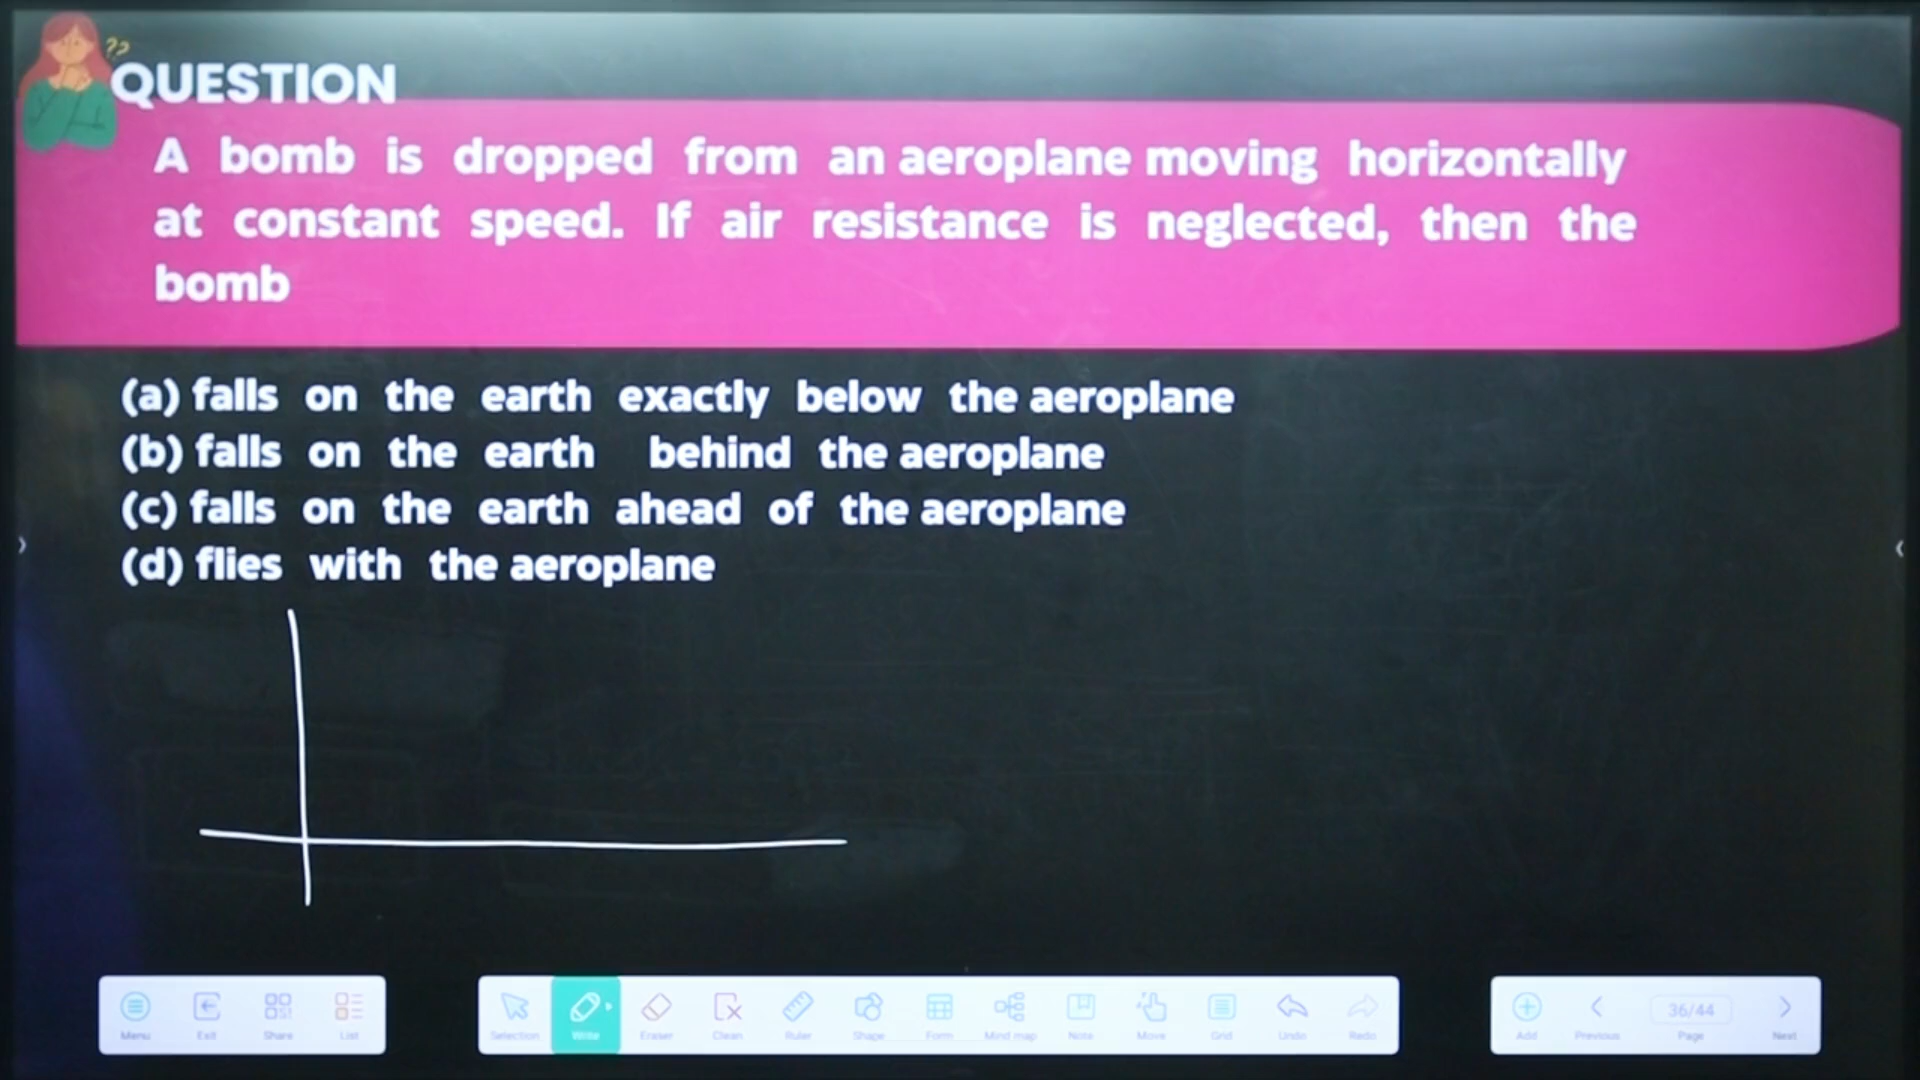 ??
QUESTION
A bomb is dropped from an aeroplane moving horizontally
at constant speed. If air resistance is neglected, then the
bomb
(a) falls on the earth exactly below the aeroplane
(b) falls on the earth behind the aeroplane
(c) falls on the earth ahead of the aeroplane
(d) flies with the aeroplane
Menu Exit Share List Selection Write Eraser Clean Ruler Shape Form Mind map Note Move Grid Undo Redo Add Previous 36/44 Page Next